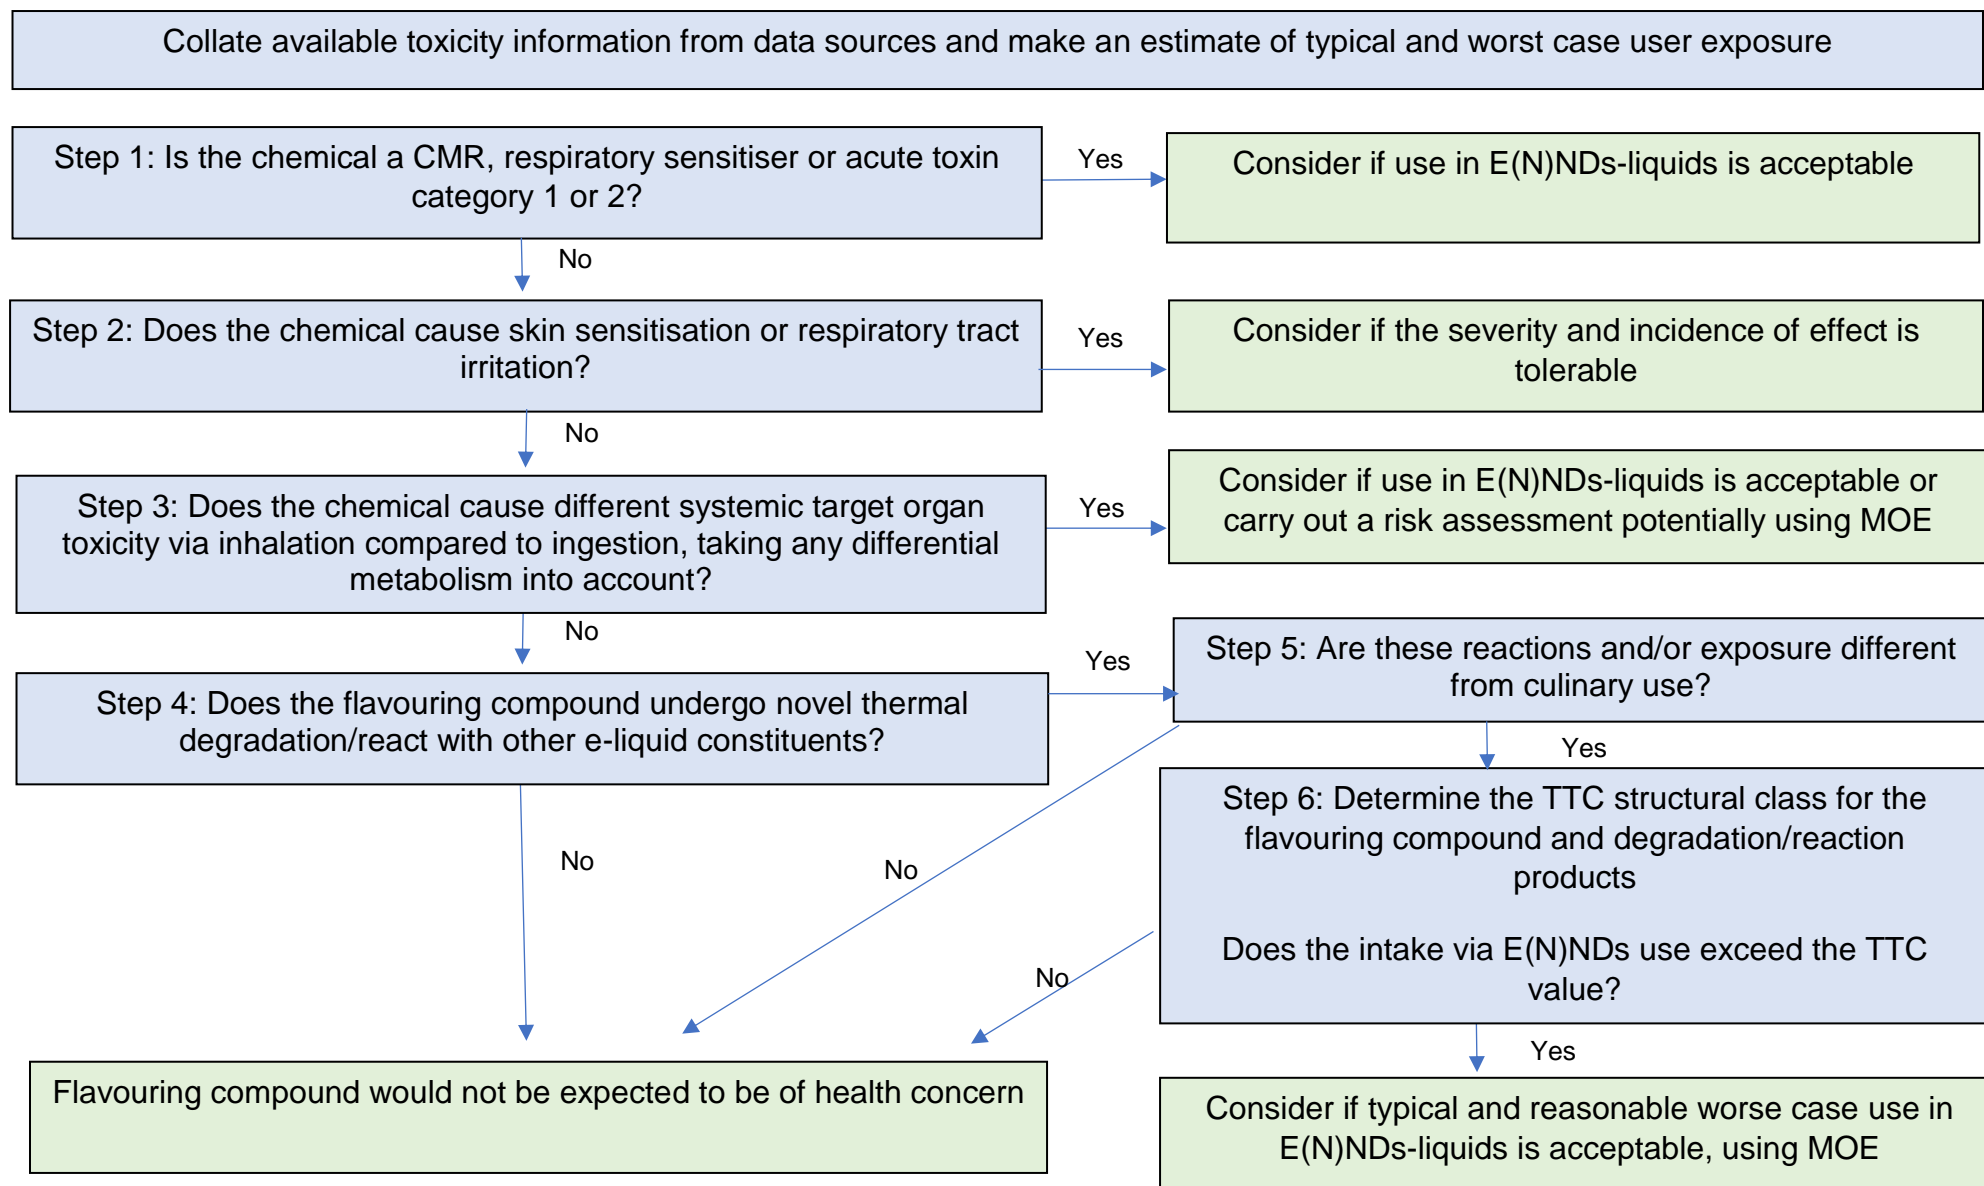 Collate available toxicity information from data sources and make an estimate of typical and worst case user exposure
Step 1: Is the chemical a CMR, respiratory sensitiser or acute toxin
category 1 or 2?
Yes
Consider if use in E(N)NDs-liquids is acceptable
No
Step 2: Does the chemical cause skin sensitisation or respiratory tract
irritation?
Yes
Consider if the severity and incidence of effect is
tolerable
No
Step 3: Does the chemical cause different systemic target organ
toxicity via inhalation compared to ingestion, taking any differential
metabolism into account?
Yes
Consider if use in E(N)NDs-liquids is acceptable or
carry out a risk assessment potentially using MOE
No
Step 4: Does the flavouring compound undergo novel thermal
degradation/react with other e-liquid constituents?
Yes
Step 5: Are these reactions and/or exposure different
from culinary use?
Yes
No
No
Step 6: Determine the TTC structural class for the
flavouring compound and degradation/reaction
products
Does the intake via E(N)NDs use exceed the TTC
value?
No
Yes
Flavouring compound would not be expected to be of health concern
Consider if typical and reasonable worse case use in
E(N)NDs-liquids is acceptable, using MOE